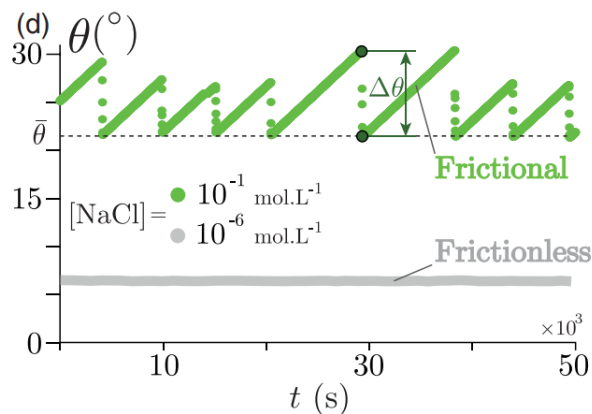 (d)
θ(°)
30
Δθ
θ̄
Frictional
15
[NaCl]=
10⁻¹ mol.L⁻¹
10⁻⁶ mol.L⁻¹
Frictionless
×10³
0
10
30
50
t (s)